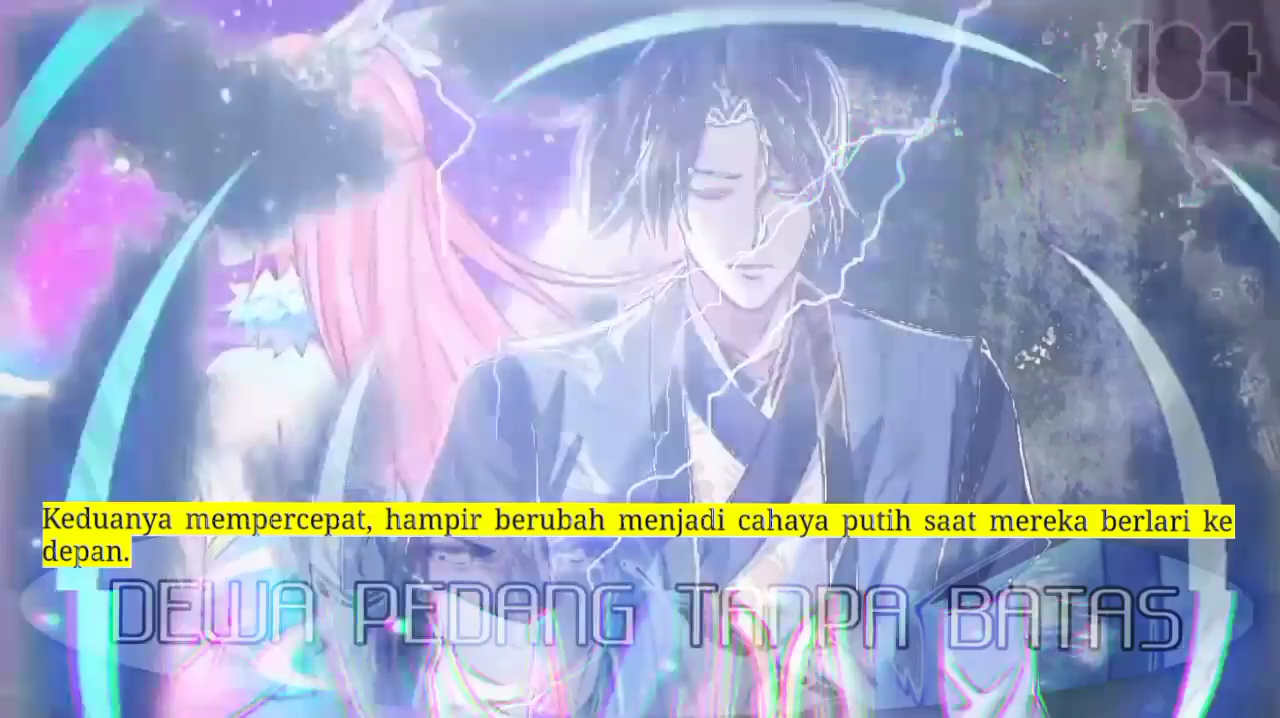 184
Keduanya mempercepat, hampir berubah menjadi cahaya putih saat mereka berlari ke
depan.
DEWA PEDANG TANPA BATAS